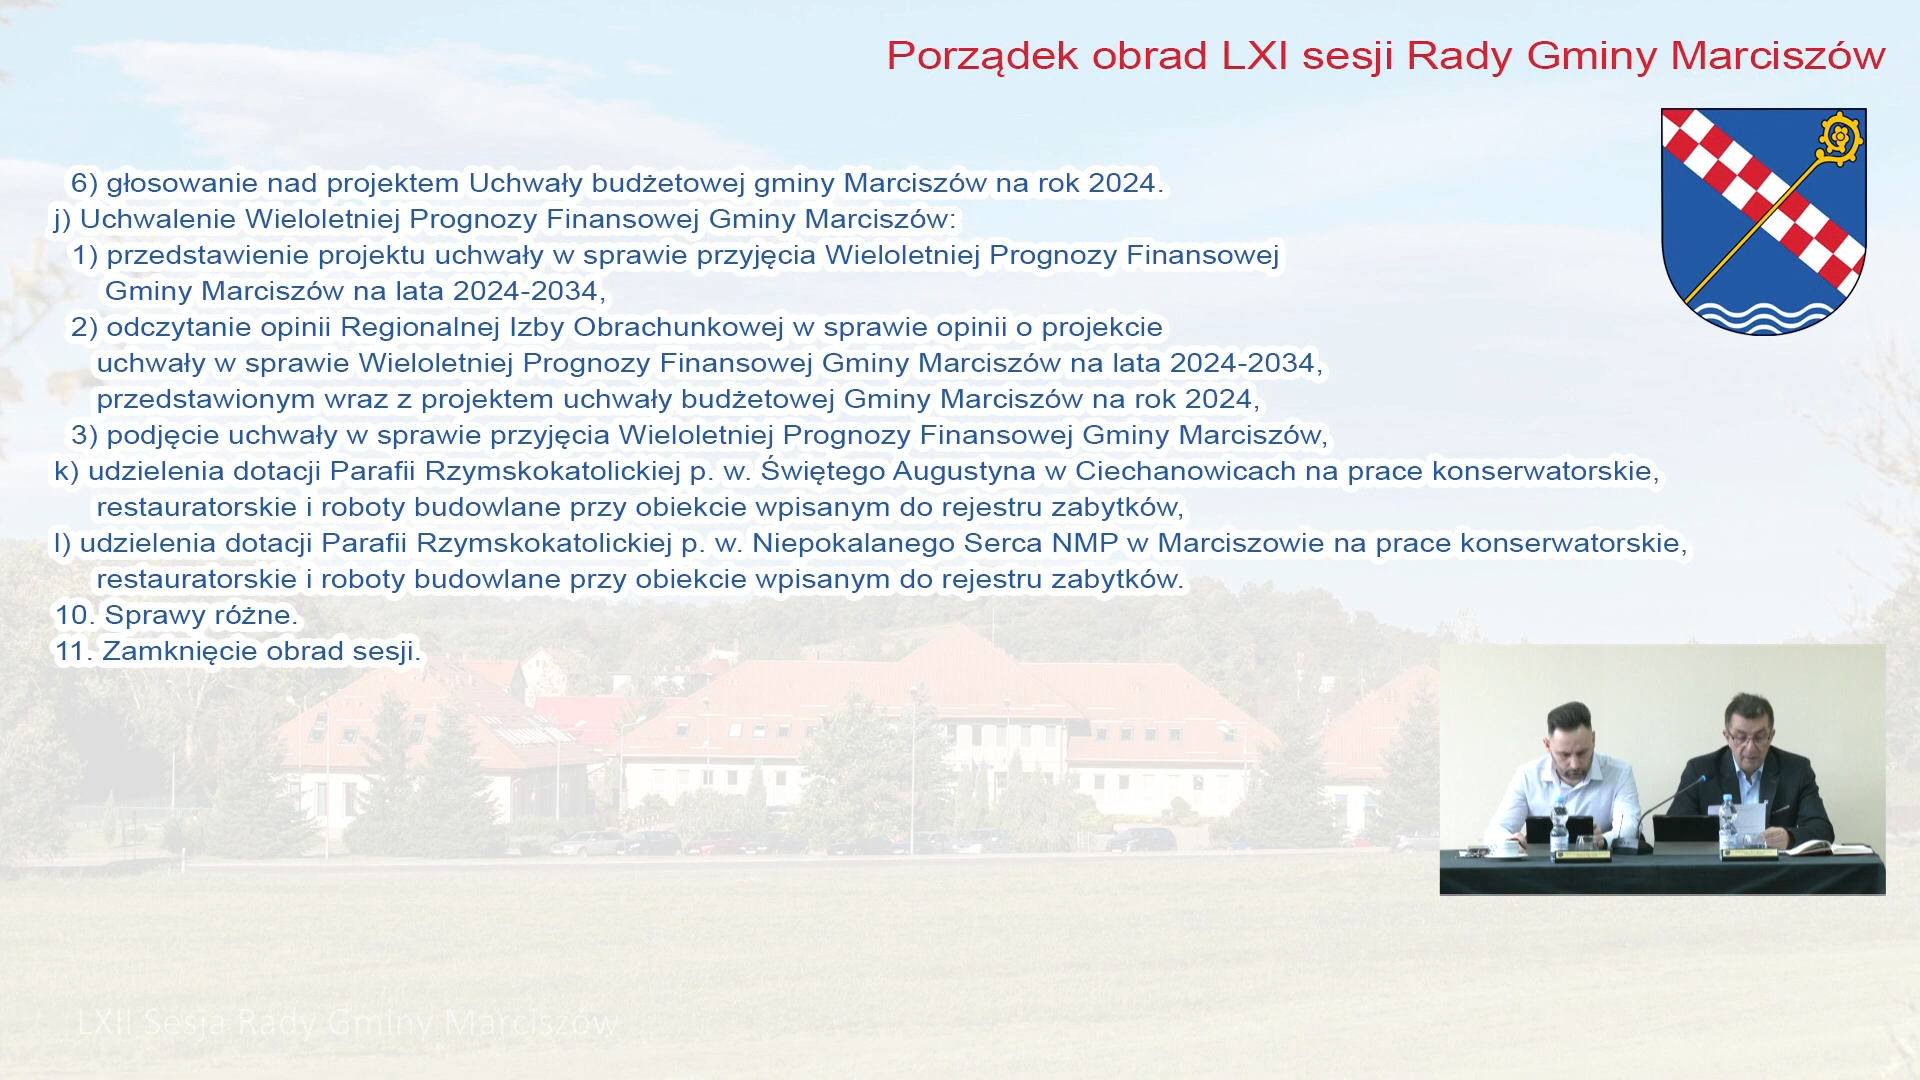 Porządek obrad LXI sesji Rady Gminy Marciszów
6) głosowanie nad projektem Uchwały budżetowej gminy Marciszów na rok 2024.
j) Uchwalenie Wieloletniej Prognozy Finansowej Gminy Marciszów:
1) przedstawienie projektu uchwały w sprawie przyjęcia Wieloletniej Prognozy Finansowej
Gminy Marciszów na lata 2024-2034,
2) odczytanie opinii Regionalnej Izby Obrachunkowej w sprawie opinii o projekcie
uchwały w sprawie Wieloletniej Prognozy Finansowej Gminy Marciszów na lata 2024-2034,
przedstawionym wraz z projektem uchwały budżetowej Gminy Marciszów na rok 2024,
3) podjęcie uchwały w sprawie przyjęcia Wieloletniej Prognozy Finansowej Gminy Marciszów,
k) udzielenia dotacji Parafii Rzymskokatolickiej p. w. Świętego Augustyna w Ciechanowicach na prace konserwatorskie,
restauratorskie i roboty budowlane przy obiekcie wpisanym do rejestru zabytków,
l) udzielenia dotacji Parafii Rzymskokatolickiej p. w. Niepokalanego Serca NMP w Marciszowie na prace konserwatorskie,
restauratorskie i roboty budowlane przy obiekcie wpisanym do rejestru zabytków.
10. Sprawy różne.
11. Zamknięcie obrad sesji.
LXII Sesja Rady Gminy Marciszów